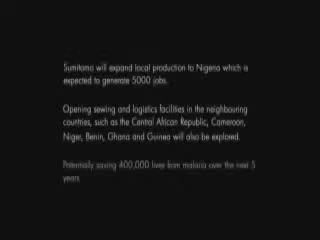 Sumitomo will expand local production to Nigeria which is
expected to generate 5000 jobs.
Opening sewing and logistics facilities in the neighbouring
countries, such as the Central African Republic, Cameroon,
Niger, Benin, Ghana and Guinea will also be explored.
Potentially saving 400,000 lives from malaria over the next 5
years